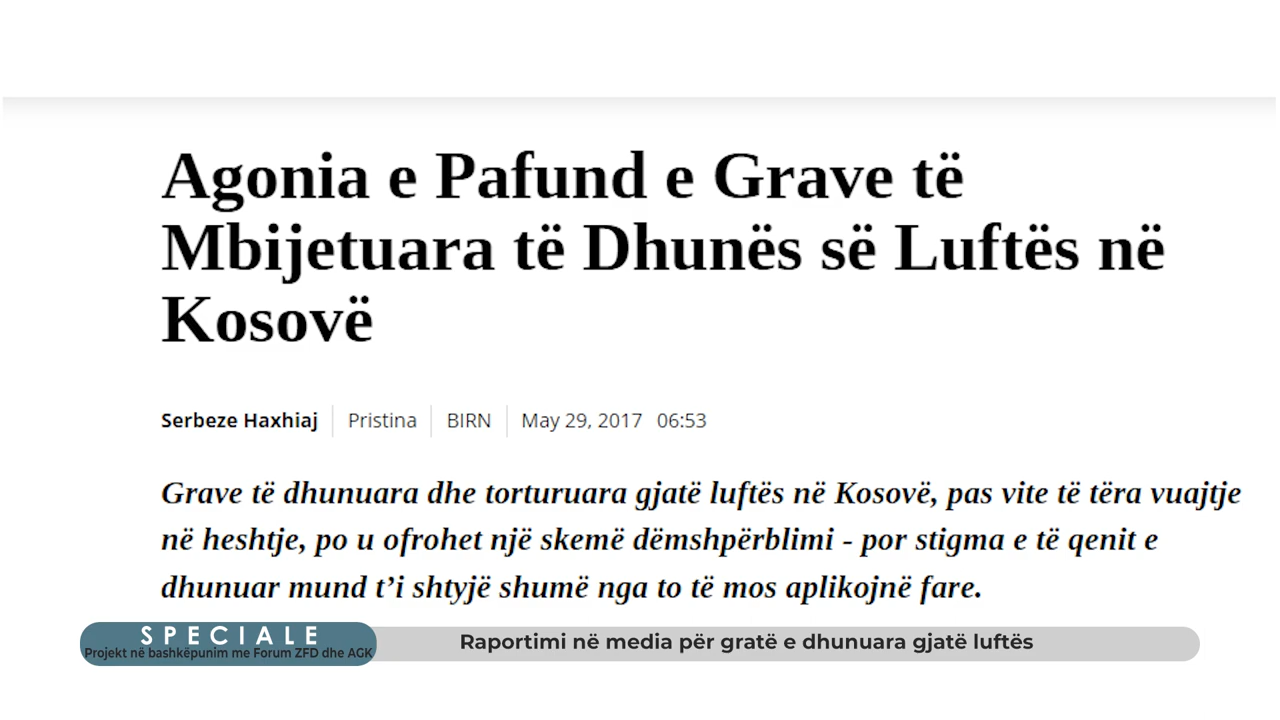 Agonia e Pafund e Grave të
Mbijetuara të Dhunës së Luftës në
Kosovë
Serbeze Haxhiaj Pristina BIRN May 29, 2017 06:53
Grave të dhunuara dhe torturuara gjatë luftës në Kosovë, pas vite të tëra vuajtje
në heshtje, po u ofrohet një skemë dëmshpërblimi - por stigma e të qenit e
dhunuar mund t’i shtyjë shumë nga to të mos aplikojnë fare.
SPECIALE
Projekt në bashkëpunim me Forum ZFD dhe AGK
Raportimi në media për gratë e dhunuara gjatë luftës